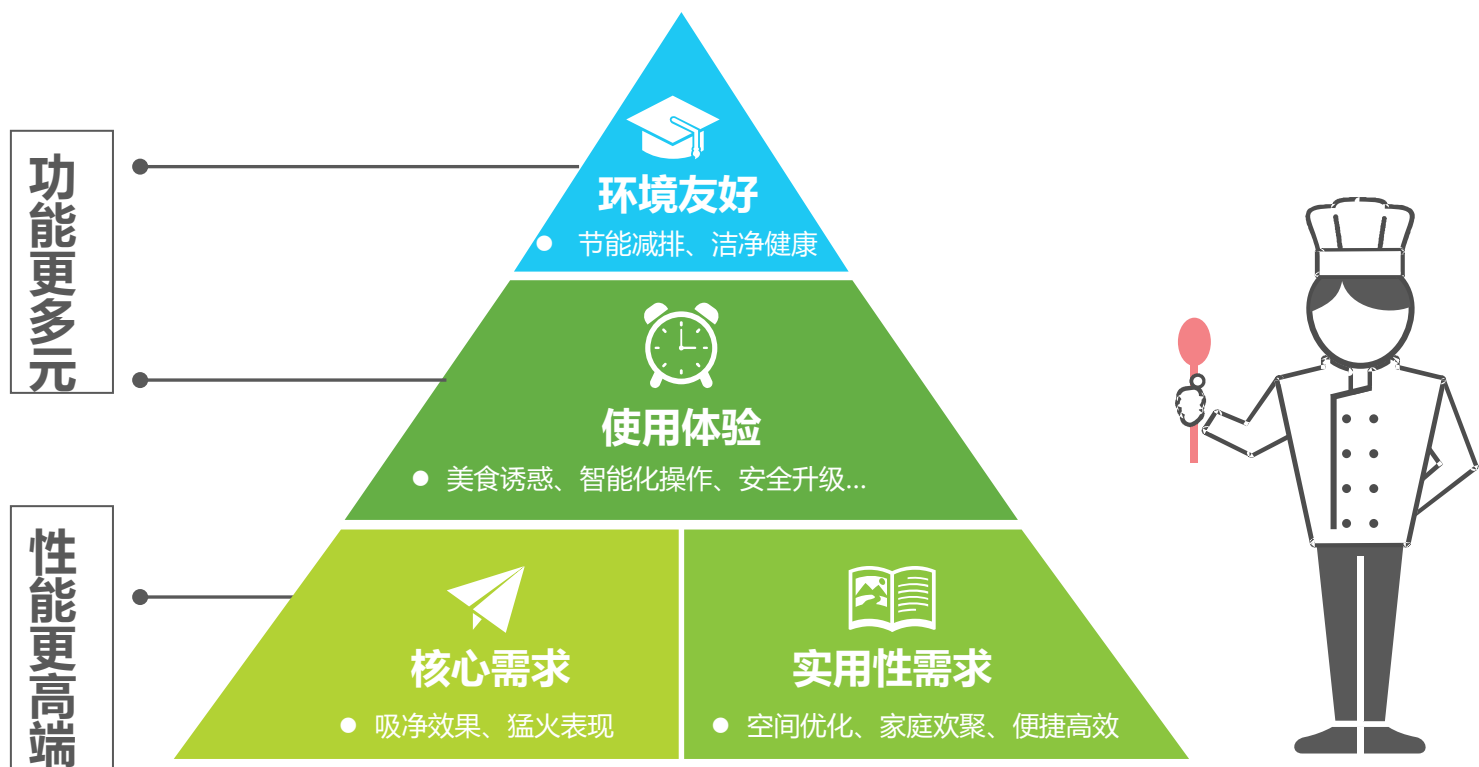 功能更多元
环境友好
节能减排、洁净健康
使用体验
美食诱惑、智能化操作、安全升级...
性能更高端
核心需求
吸净效果、猛火表现
实用性需求
空间优化、家庭欢聚、便捷高效